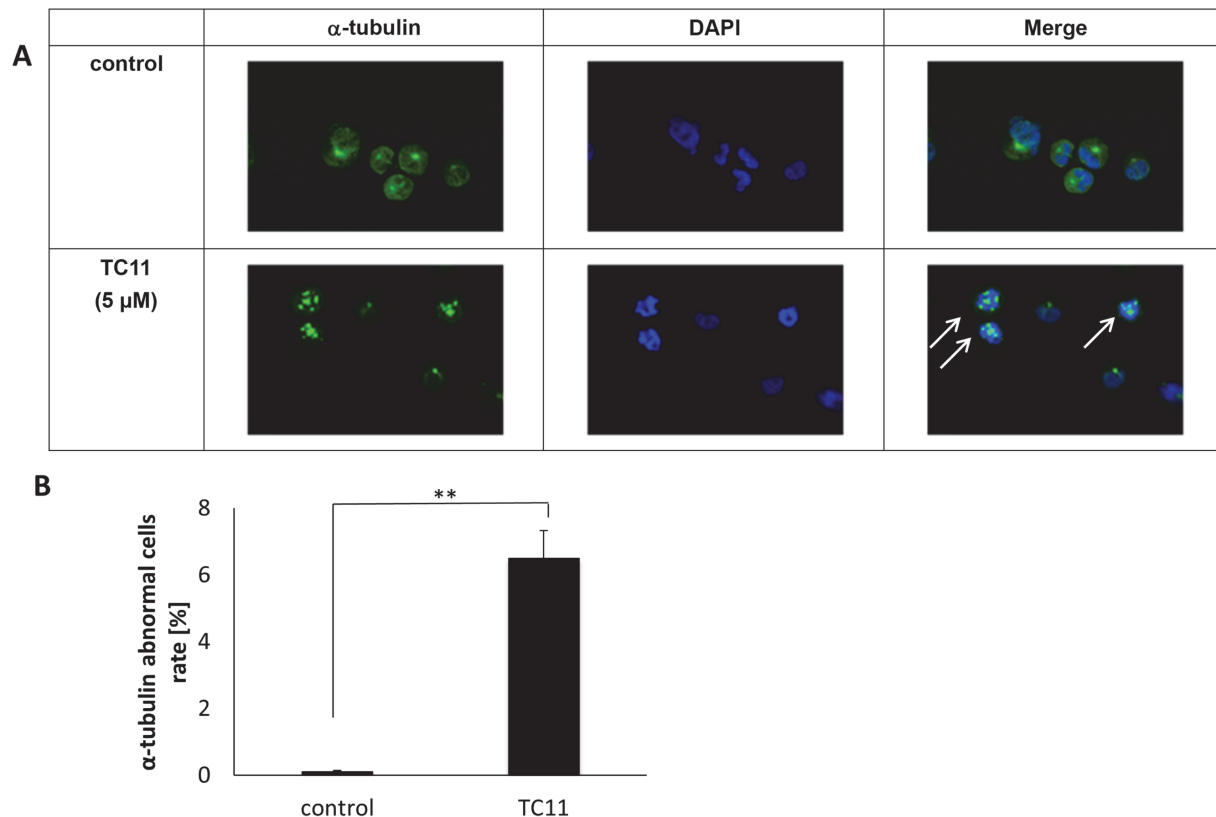 A
α-tubulin DAPI Merge
control
TC11
(5 µM)
B
α-tubulin abnormal cells
rate [%]
**
8
6
4
2
0
control TC11